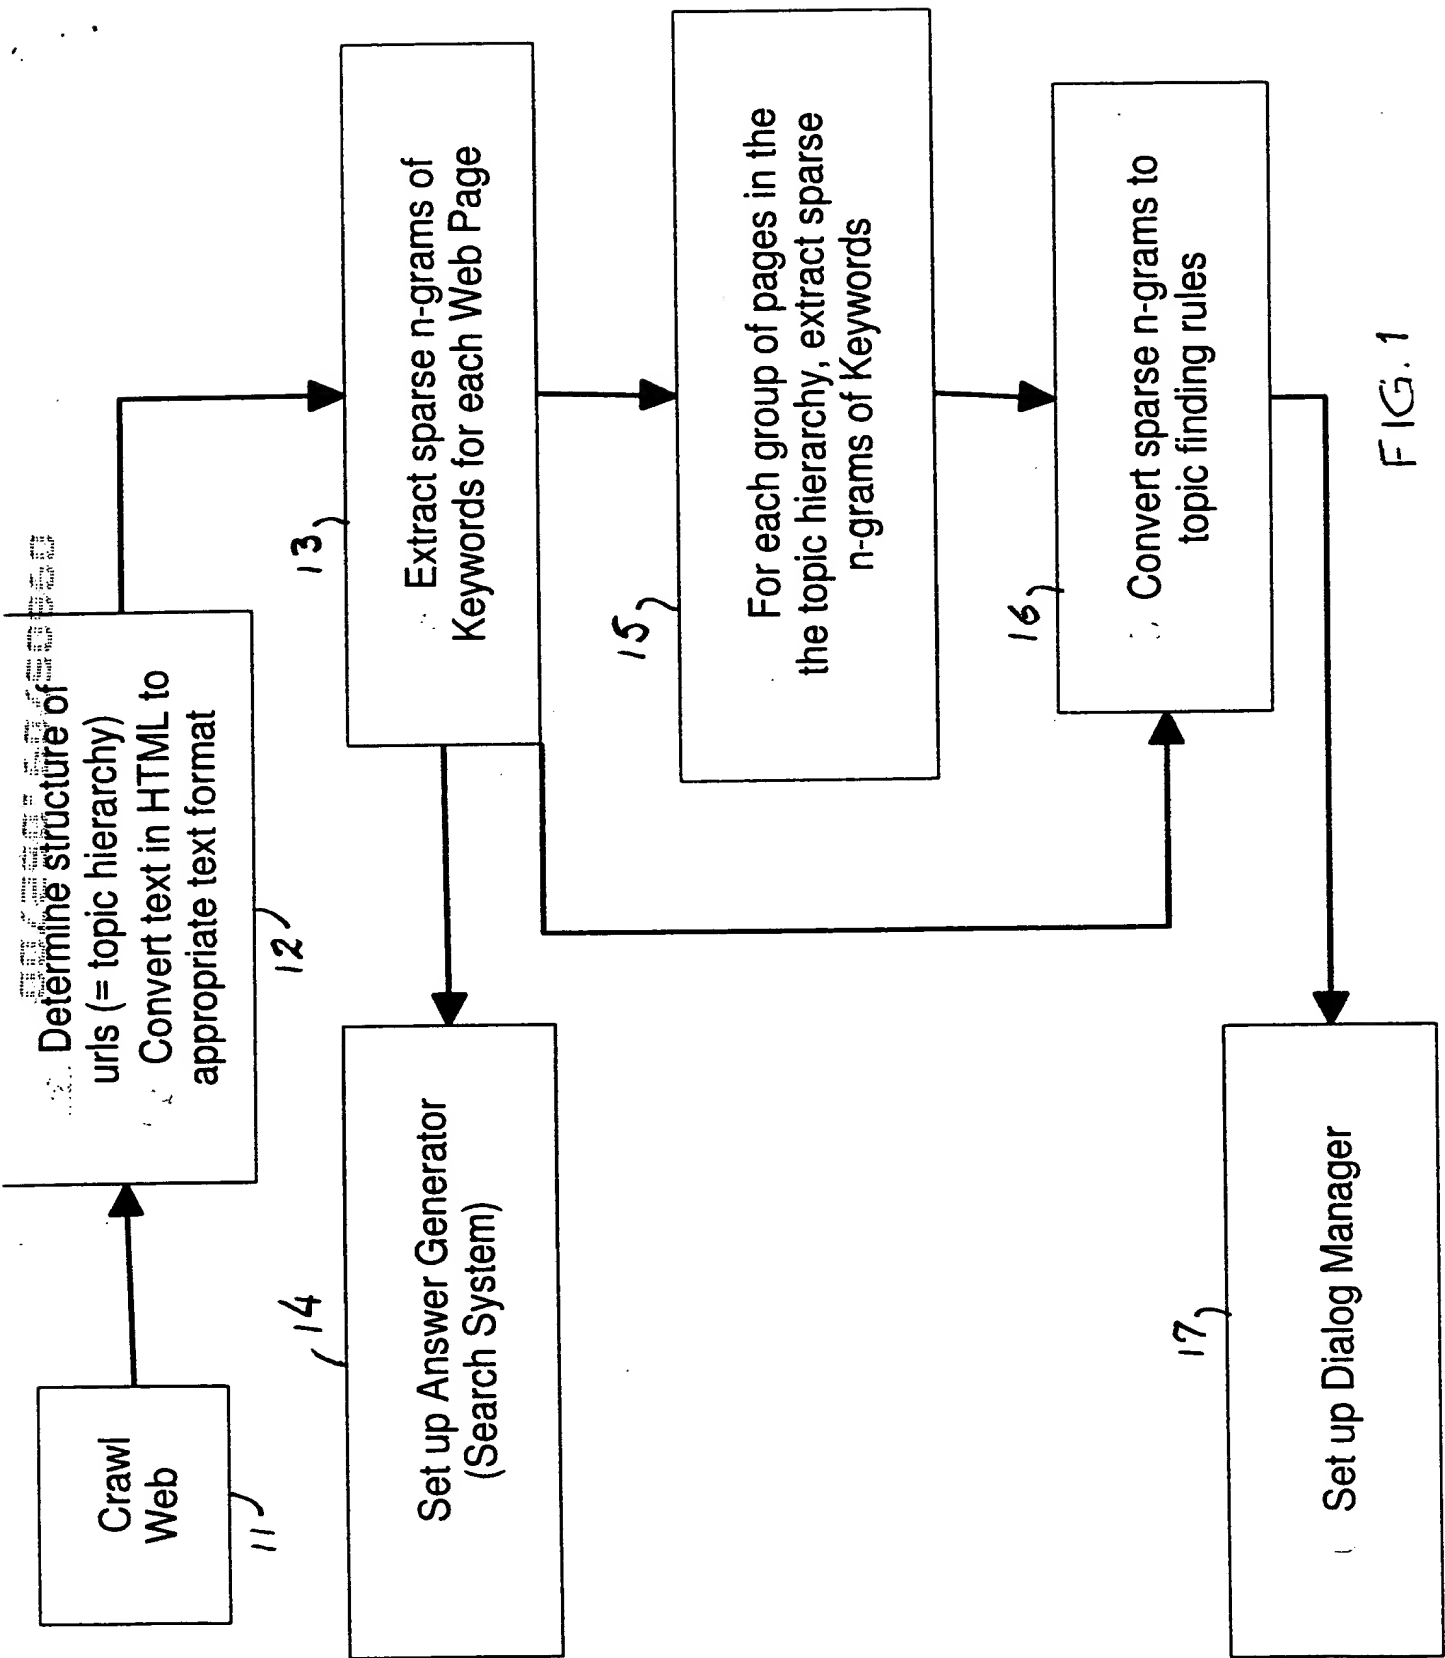 Crawl
Web
11
Determine structure of
urls (= topic hierarchy)
Convert text in HTML to
appropriate text format
12
13
Extract sparse n-grams of
Keywords for each Web Page
14
Set up Answer Generator
(Search System)
15
For each group of pages in the
the topic hierarchy, extract sparse
n-grams of Keywords
16
Convert sparse n-grams to
topic finding rules
17
Set up Dialog Manager
FIG. 1